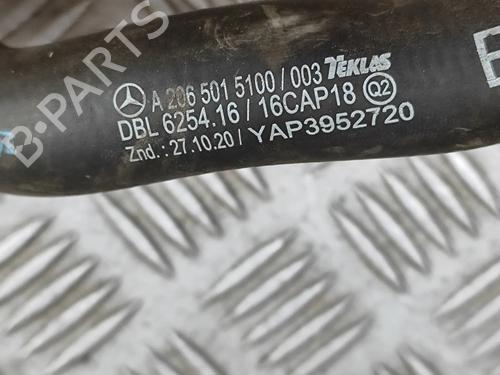 A 206 501 5100 / 003 TEKLAS
DBL 6254.16 / 16CAP18 Q2
Znd.: 27.10.20 / YAP3952720
B-PARTS